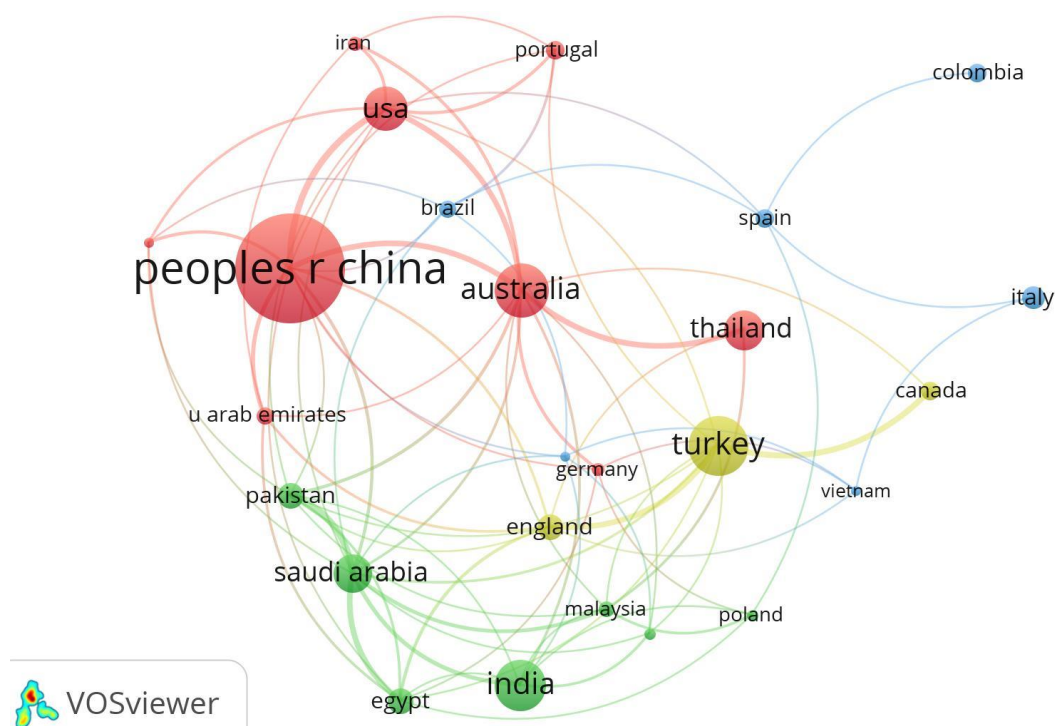 iran
portugal
colombia
usa
brazil
spain
peoples r china
australia
italy
thailand
canada
u arab emirates
turkey
germany
vietnam
pakistan
england
saudi arabia
malaysia
poland
india
egypt
VOSviewer